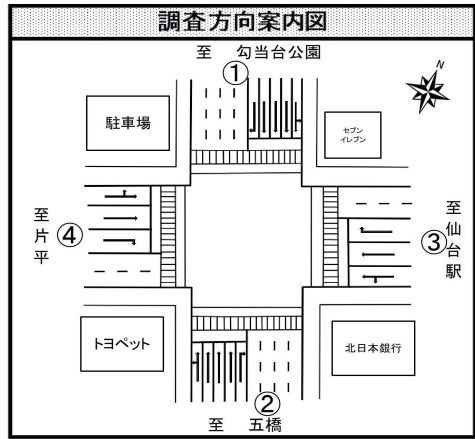 調査方向案内図
至 勾当台公園
①
N
駐車場
セブン
イレブン
至片平
④
③
至仙台駅
トヨペット
北日本銀行
②
至 五橋